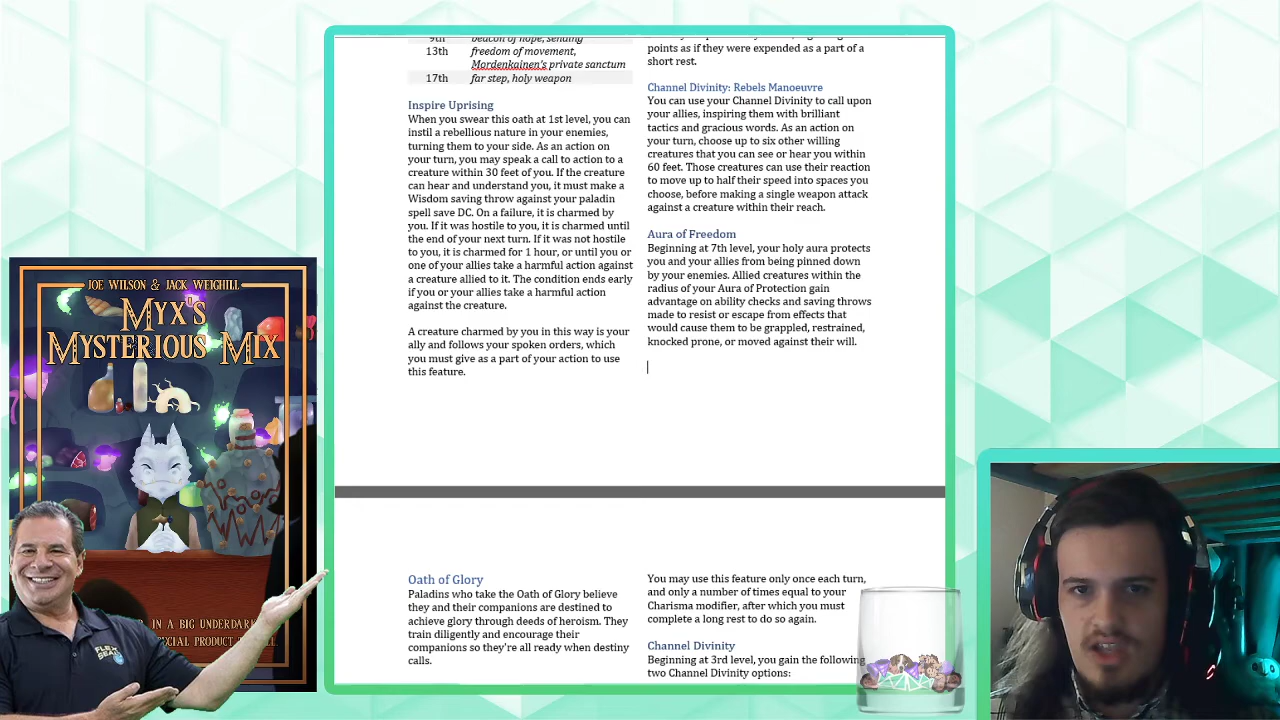 9th beacon of hope, sending
13th freedom of movement,
Mordenkainen's private sanctum
17th far step, holy weapon
Inspire Uprising
When you swear this oath at 1st level, you can
instil a rebellious nature in your enemies,
turning them to your side. As an action on
your turn, you may speak a call to action to a
creature within 30 feet of you. If the creature
can hear and understand you, it must make a
Wisdom saving throw against your paladin
spell save DC. On a failure, it is charmed by
you. If it was hostile to you, it is charmed until
the end of your next turn. If it was not hostile
to you, it is charmed for 1 hour, or until you or
one of your allies take a harmful action against
a creature allied to it. The condition ends early
if you or your allies take a harmful action
against the creature.
A creature charmed by you in this way is your
ally and follows your spoken orders, which
you must give as a part of your action to use
this feature.
points as if they were expended as a part of a
short rest.
Channel Divinity: Rebels Manoeuvre
You can use your Channel Divinity to call upon
your allies, inspiring them with brilliant
tactics and gracious words. As an action on
your turn, choose up to six other willing
creatures that you can see or hear you within
60 feet. Those creatures can use their reaction
to move up to half their speed into spaces you
choose, before making a single weapon attack
against a creature within their reach.
Aura of Freedom
Beginning at 7th level, your holy aura protects
you and your allies from being pinned down
by your enemies. Allied creatures within the
radius of your Aura of Protection gain
advantage on ability checks and saving throws
made to resist or escape from effects that
would cause them to be grappled, restrained,
knocked prone, or moved against their will.
Oath of Glory
Paladins who take the Oath of Glory believe
they and their companions are destined to
achieve glory through deeds of heroism. They
train diligently and encourage their
companions so they're all ready when destiny
calls.
You may use this feature only once each turn,
and only a number of times equal to your
Charisma modifier, after which you must
complete a long rest to do so again.
Channel Divinity
Beginning at 3rd level, you gain the following
two Channel Divinity options:
JOE WILSON & JACK WEIGHILL
MYX'S
MYSTERIOUS MIX
IN A BIG UNDERDARK
PRODUCT
FLEX
SEAL